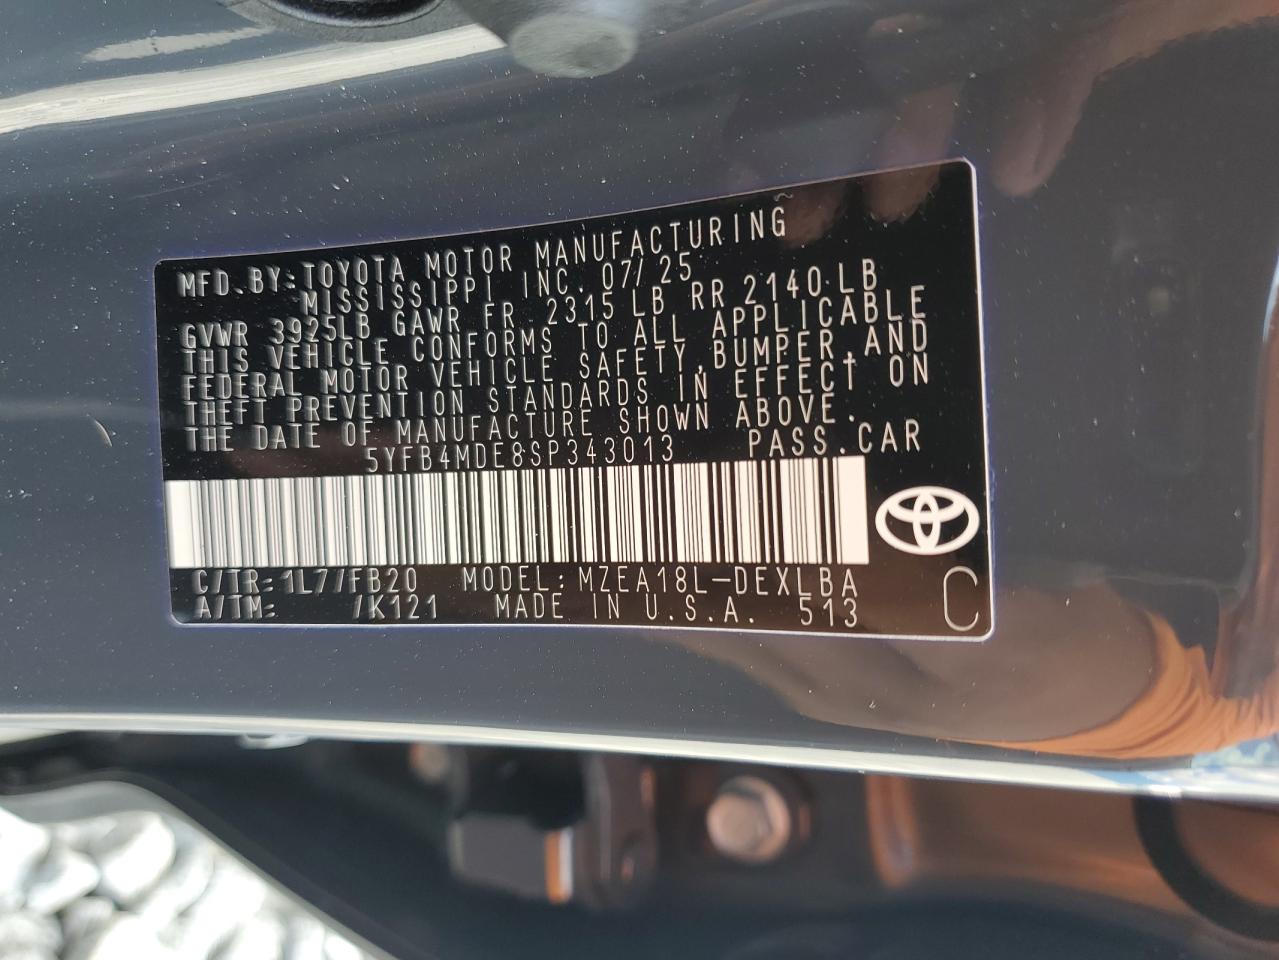 MFD. BY: TOYOTA MOTOR MANUFACTURING
MISSISSIPPI INC. 07/25
GVWR 3925LB GAWR FR 2315 LB RR 2140 LB
THIS VEHICLE CONFORMS TO ALL APPLICABLE
FEDERAL MOTOR VEHICLE SAFETY, BUMPER, AND
THEFT PREVENTION STANDARDS IN EFFECT ON
THE DATE OF MANUFACTURE SHOWN ABOVE.
5YFB4MDE8SP343013 PASS. CAR
C/TR: 1L7/FB20 MODEL: MZEA18L-DEXLBA
A/TM: /K121 MADE IN U.S.A. 513
C